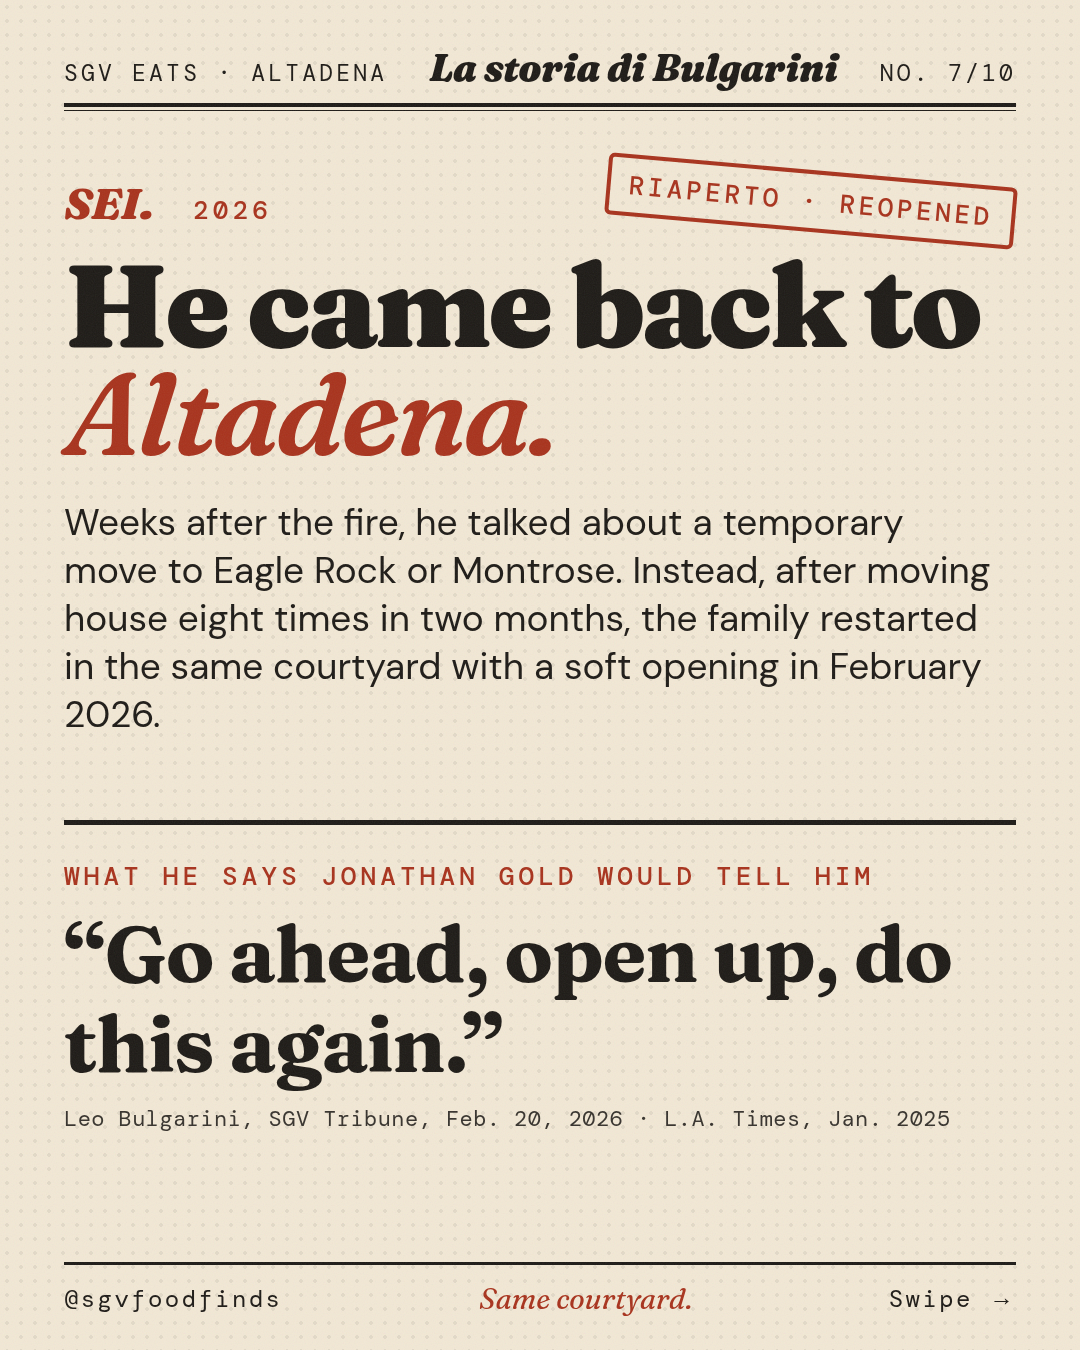 SGV EATS · ALTADENA
La storia di Bulgarini
NO. 7/10
SEI. 2026
RIAPERTO · REOPENED
He came back to
Altadena.
Weeks after the fire, he talked about a temporary
move to Eagle Rock or Montrose. Instead, after moving
house eight times in two months, the family restarted
in the same courtyard with a soft opening in February
2026.
WHAT HE SAYS JONATHAN GOLD WOULD TELL HIM
“Go ahead, open up, do
this again.”
Leo Bulgarini, SGV Tribune, Feb. 20, 2026 · L.A. Times, Jan. 2025
@sgvfoodfinds
Same courtyard.
Swipe →